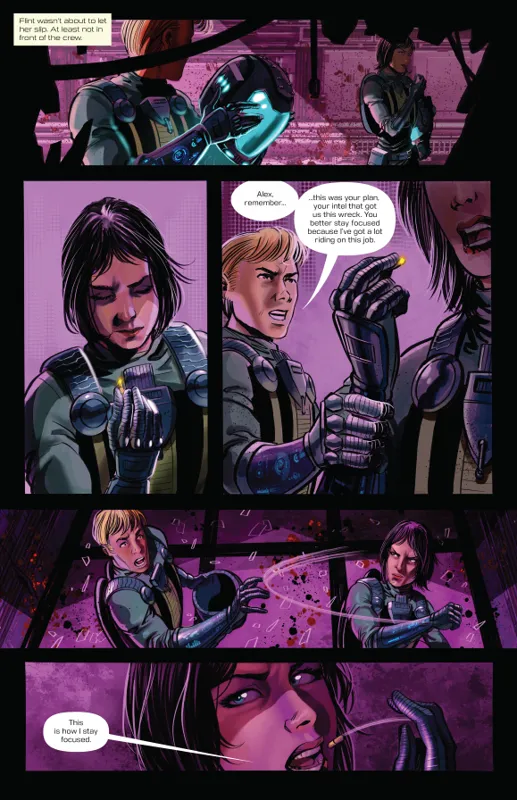 Flint wasn't about to let
her slip. At least not in
front of the crew.
Alex,
remember...
...this was your plan,
your intel that got
us this wreck. You
better stay focused
because I've got a lot
riding on this job.
This
is how I stay
focused.